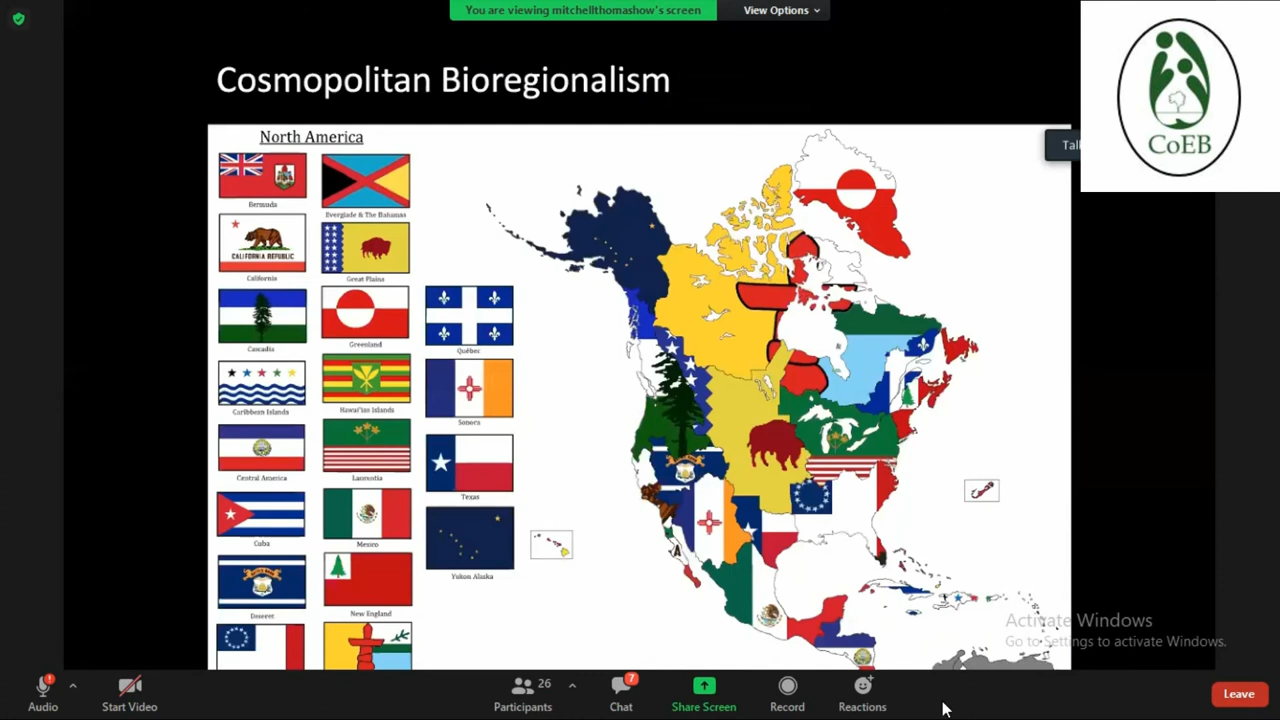 You are viewing mitchellthomashow's screen
View Options
Cosmopolitan Bioregionalism
CoEB
North America
Bermuda
Everglade & The Bahamas
CALIFORNIA REPUBLIC
California
Great Plains
Cascadia
Greenland
Québec
Caribbean Islands
Hawai'ian Islands
Sonora
Central America
Laurentia
Texas
Cuba
Mexico
Yukon Alaska
Deseret
New England
Activate Windows
Go to Settings to activate Windows.
Audio
Start Video
26
Participants
7
Chat
Share Screen
Record
Reactions
Leave